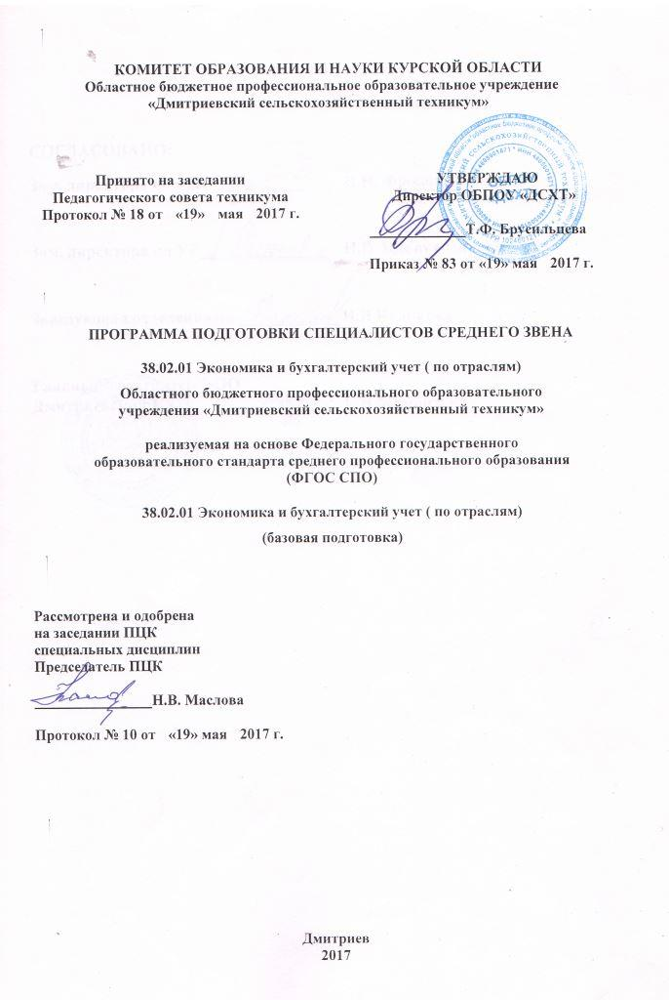 КОМИТЕТ ОБРАЗОВАНИЯ И НАУКИ КУРСКОЙ ОБЛАСТИ
Областное бюджетное профессиональное образовательное учреждение
«Дмитриевский сельскохозяйственный техникум»
Принято на заседании
Педагогического совета техникума
Протокол № 18 от «19» мая 2017 г.
УТВЕРЖДАЮ
Директор ОБПОУ «ДСХТ»
Т.Ф. Брусильцева
Приказ № 83 от «19» мая 2017 г.
ПРОГРАММА ПОДГОТОВКИ СПЕЦИАЛИСТОВ СРЕДНЕГО ЗВЕНА
38.02.01 Экономика и бухгалтерский учет ( по отраслям)
Областного бюджетного профессионального образовательного
учреждения «Дмитриевский сельскохозяйственный техникум»
реализуемая на основе Федерального государственного
образовательного стандарта среднего профессионального образования
(ФГОС СПО)
38.02.01 Экономика и бухгалтерский учет ( по отраслям)
(базовая подготовка)
Рассмотрена и одобрена
на заседании ПЦК
специальных дисциплин
Председатель ПЦК
Н.В. Маслова
Протокол № 10 от «19» мая 2017 г.
Дмитриев
2017